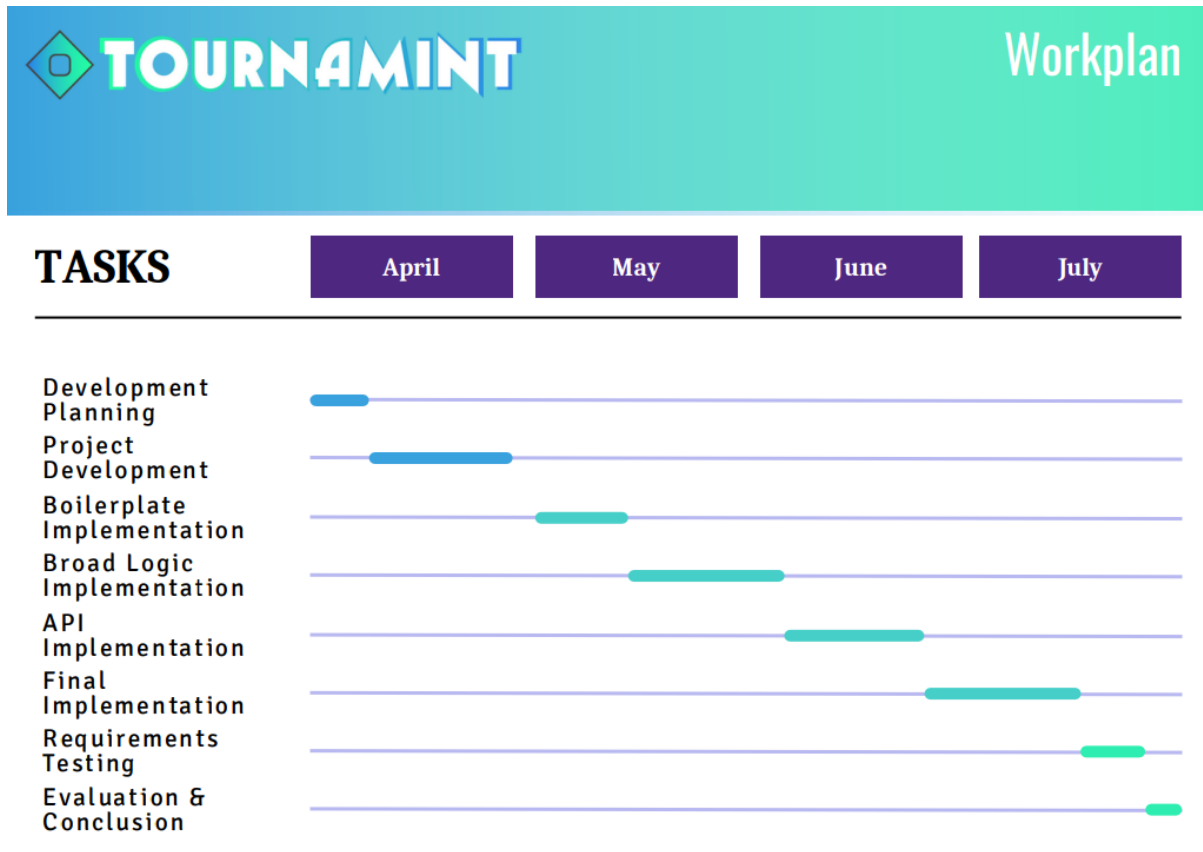 TOURNAMINT
Workplan
TASKS
April
May
June
July
Development
Planning
Project
Development
Boilerplate
Implementation
Broad Logic
Implementation
API
Implementation
Final
Implementation
Requirements
Testing
Evaluation &
Conclusion